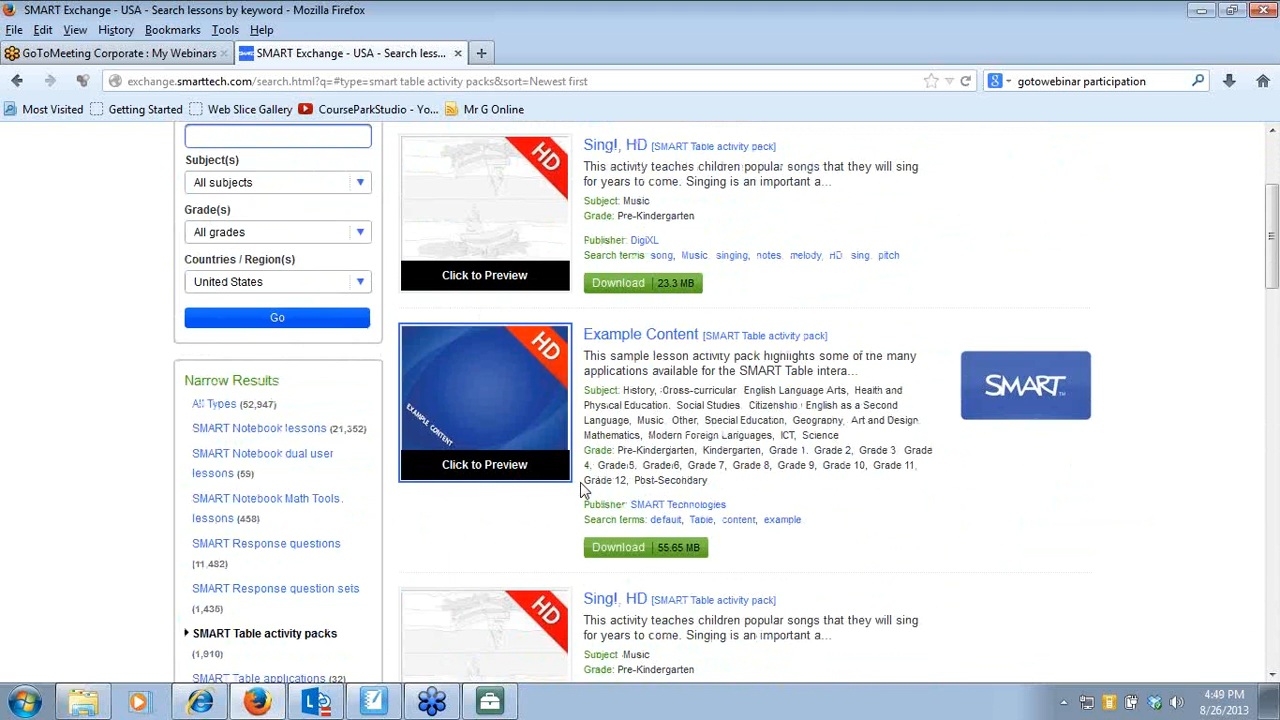 SMART Exchange - USA - Search lessons by keyword - Mozilla Firefox
File Edit View History Bookmarks Tools Help
GoToMeeting Corporate : My Webinars
SMART Exchange - USA - Search less...
exchange.smarttech.com/search.html?q=#type=smart table activity packs&sort=Newest first
gotowebinar participation
Most Visited Getting Started Web Slice Gallery CourseParkStudio - Yo... Mr G Online
Subject(s)
All subjects
Grade(s)
All grades
Countries / Region(s)
United States
Go
Narrow Results
All Types (52,947)
SMART Notebook lessons (21,352)
SMART Notebook dual user
lessons (59)
SMART Notebook Math Tools
lessons (458)
SMART Response questions
(11,482)
SMART Response question sets
(1,435)
SMART Table activity packs
(1,910)
SMART Table applications (32)
HD
Click to Preview
Sing!, HD [SMART Table activity pack]
This activity teaches children popular songs that they will sing
for years to come. Singing is an important a...
Subject: Music
Grade: Pre-Kindergarten
Publisher: DigiXL
Search terms: song, Music, singing, notes, melody, HD, sing, pitch
Download 23.3 MB
HD
EXAMPLE CONTENT
Click to Preview
Example Content [SMART Table activity pack]
This sample lesson activity pack highlights some of the many
applications available for the SMART Table intera...
Subject: History, Cross-curricular, English Language Arts, Health and
Physical Education, Social Studies, Citizenship, English as a Second
Language, Music, Other, Special Education, Geography, Art and Design,
Mathematics, Modern Foreign Languages, ICT, Science
Grade: Pre-Kindergarten, Kindergarten, Grade 1, Grade 2, Grade 3, Grade
4, Grade 5, Grade 6, Grade 7, Grade 8, Grade 9, Grade 10, Grade 11,
Grade 12, Post-Secondary
Publisher: SMART Technologies
Search terms: default, Table, content, example
Download 55.65 MB
SMART™
HD
Sing!, HD [SMART Table activity pack]
This activity teaches children popular songs that they will sing
for years to come. Singing is an important a...
Subject: Music
Grade: Pre-Kindergarten
4:49 PM
8/26/2013